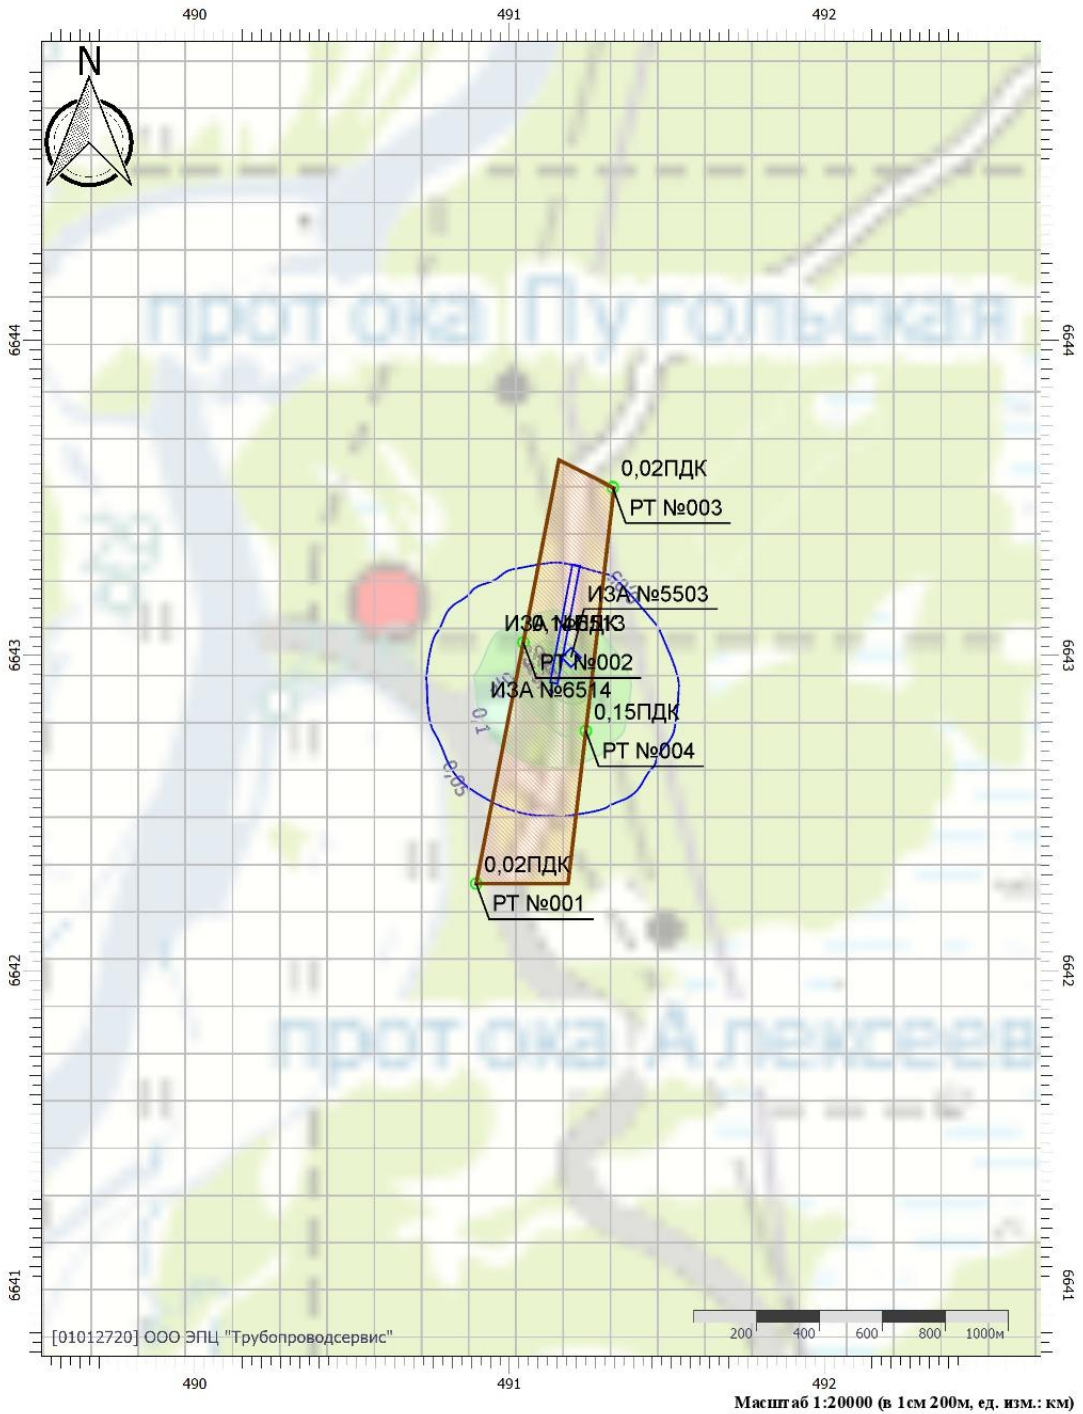 490 491 492
N
протока Пугольская
6644 6644
0,02ПДК
РТ №003
ИЗА №5503
6643 6643
РТ №002
ИЗА №6514
0,15ПДК
0,1
РТ №004
0,05
0,02ПДК
РТ №001
6642 6642
протока Алексеев
6641 6641
200 400 600 800 1000м
[01012720] ООО ЭПЦ "Трубопроводсервис"
490 491 492
Масштаб 1:20000 (в 1см 200м, ед. изм.: км)